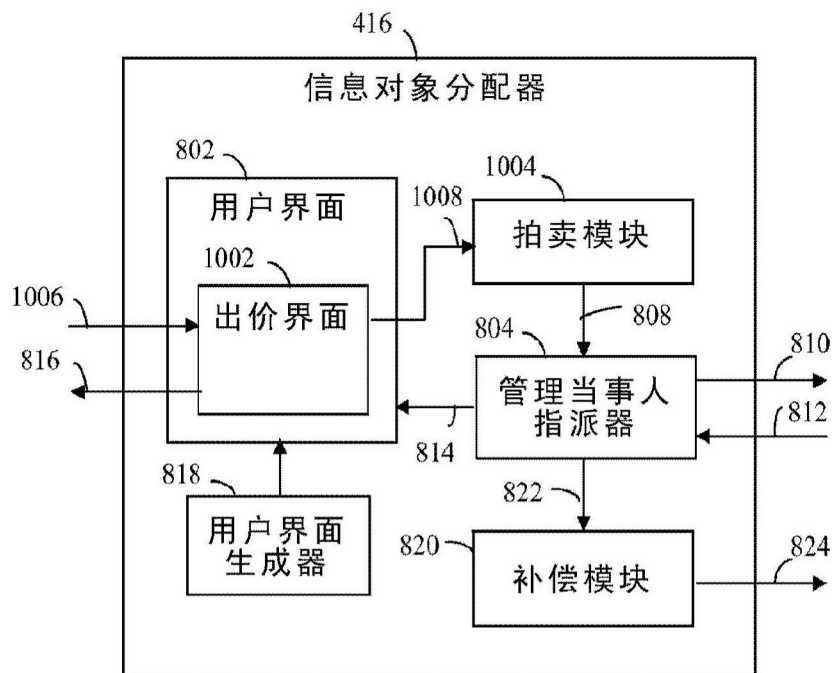 416
信息对象分配器
802
用户界面
1002
出价界面
1004
拍卖模块
1008
1006
816
808
804
管理当事人
指派器
810
812
814
818
用户界面
生成器
822
820
补偿模块
824